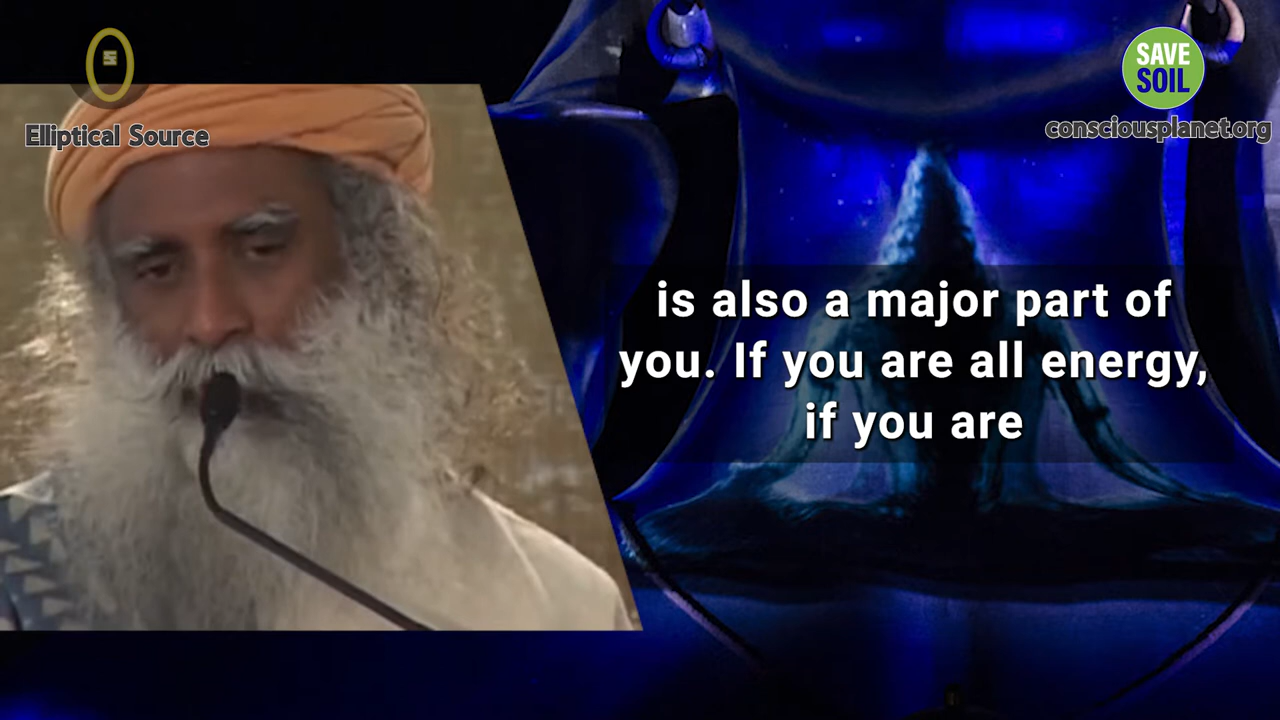 SAVE
SOIL
Elliptical Source
consciousplanet.org
is also a major part of
you. If you are all energy,
if you are